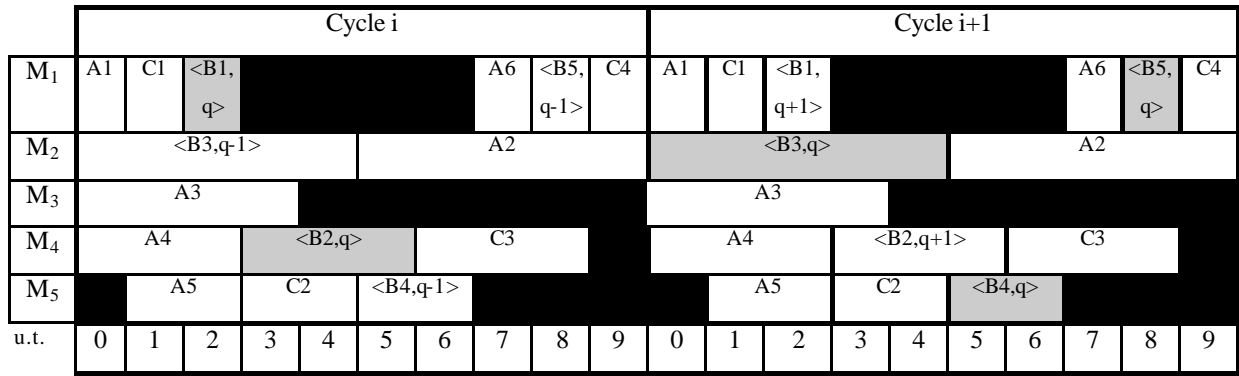 Cycle i Cycle i+1
M1 A1 C1 <B1, A6 <B5, C4 A1 C1 <B1, A6 <B5, C4
q> q-1> q+1> q>
M2 <B3,q-1> A2 <B3,q> A2
M3 A3 A3
M4 A4 <B2,q> C3 A4 <B2,q+1> C3
M5 A5 C2 <B4,q-1> A5 C2 <B4,q>
u.t. 0 1 2 3 4 5 6 7 8 9 0 1 2 3 4 5 6 7 8 9